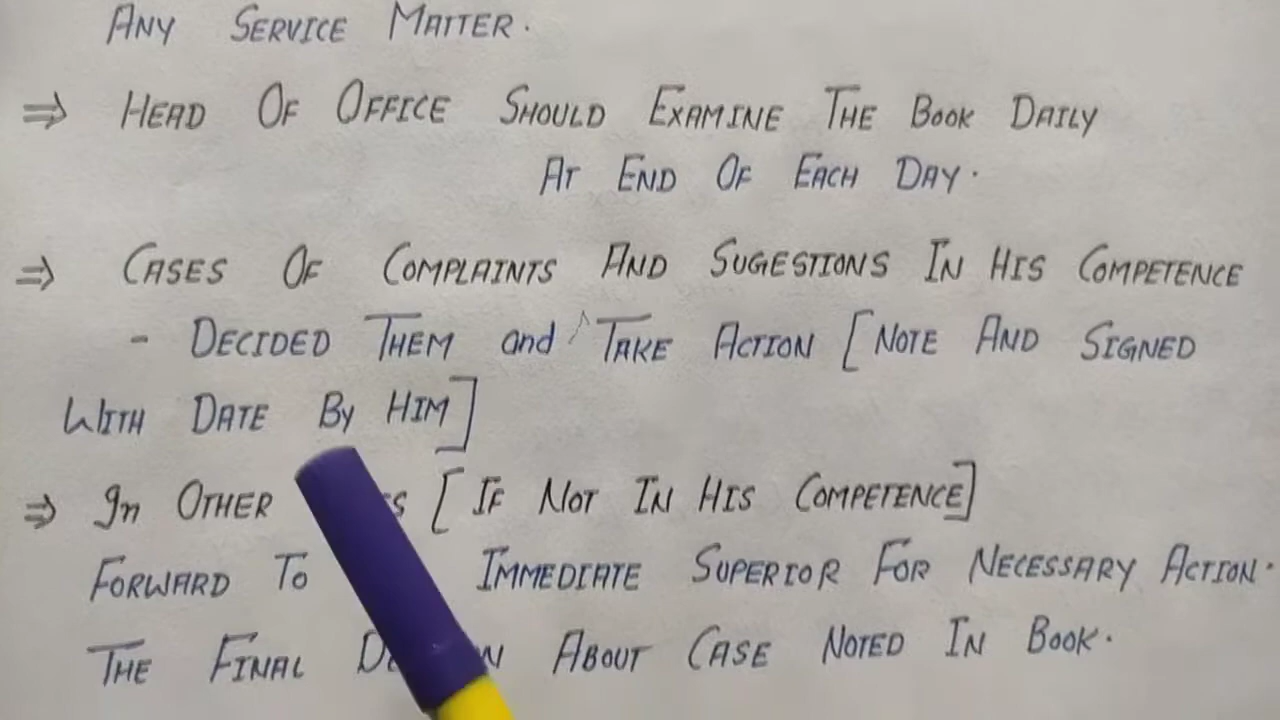 ANY SERVICE MATTER.
⇒ HEAD OF OFFICE SHOULD EXAMINE THE BOOK DAILY
AT END OF EACH DAY.
⇒ CASES OF COMPLAINTS AND SUGESTIONS IN HIS COMPETENCE
- DECIDED THEM and TAKE ACTION [NOTE AND SIGNED
WITH DATE BY HIM]
⇒ In OTHER [IF NOT IN HIS COMPETENCE]
FORWARD TO IMMEDIATE SUPERIOR FOR NECESSARY ACTION.
THE FINAL ABOUT CASE NOTED IN BOOK.